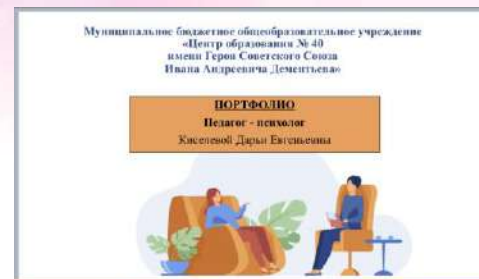 Муниципальное бюджетное общеобразовательное учреждение
«Центр образования № 40
имени Героя Советского Союза
Ивана Андреевича Дементьева»
ПОРТФОЛИО
Педагог - психолог
Киселевой Дарьи Евгеньевны